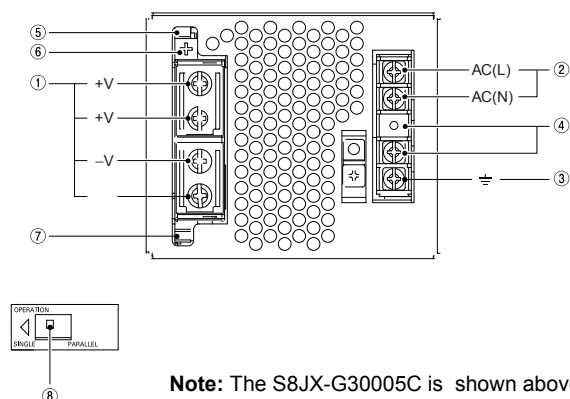 ⑤
⑥
① +V AC(L) ②
+V AC(N)
④
–V
③
⑦
OPERATION
SINGLE PARALLEL
⑧
Note: The S8JX-G30005C is shown above